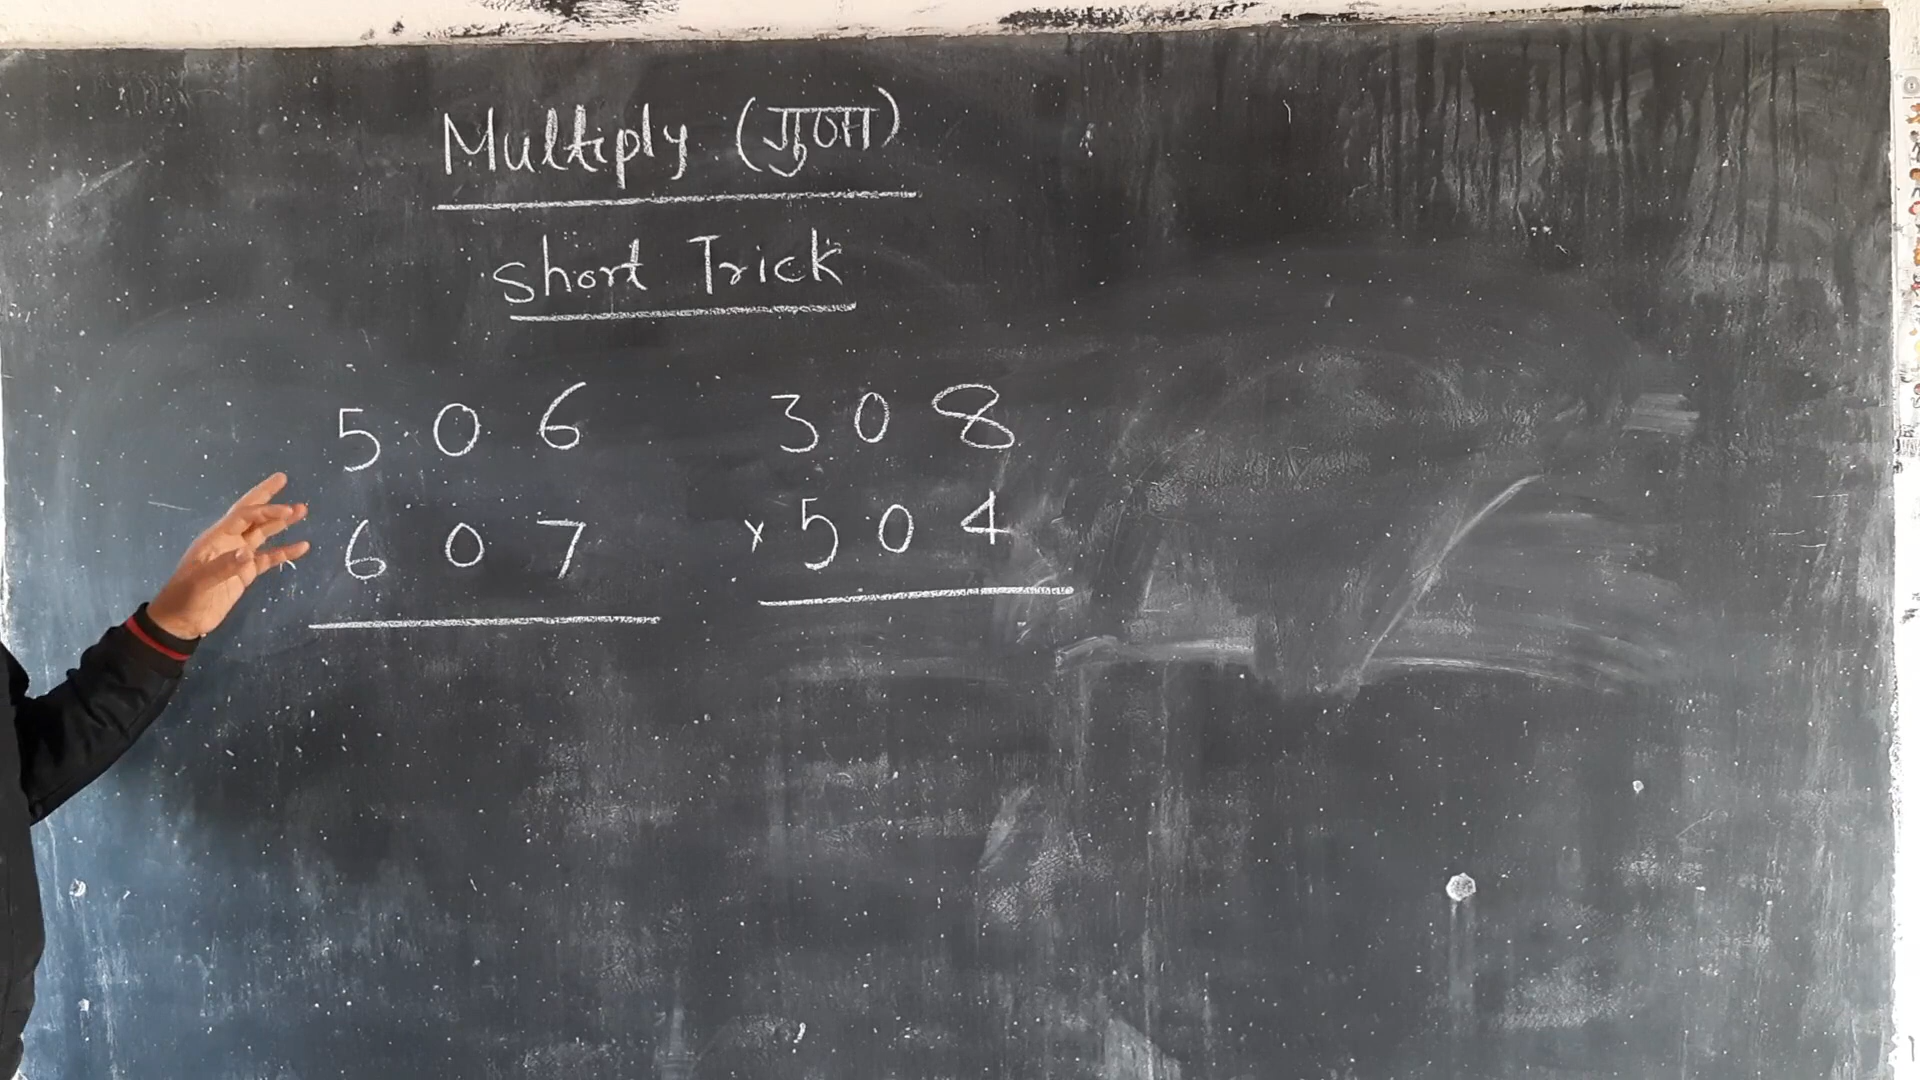 Multiply (गुणा)
Short Trick
5 0 6
6 0 7
3 0 8
x 5 0 4